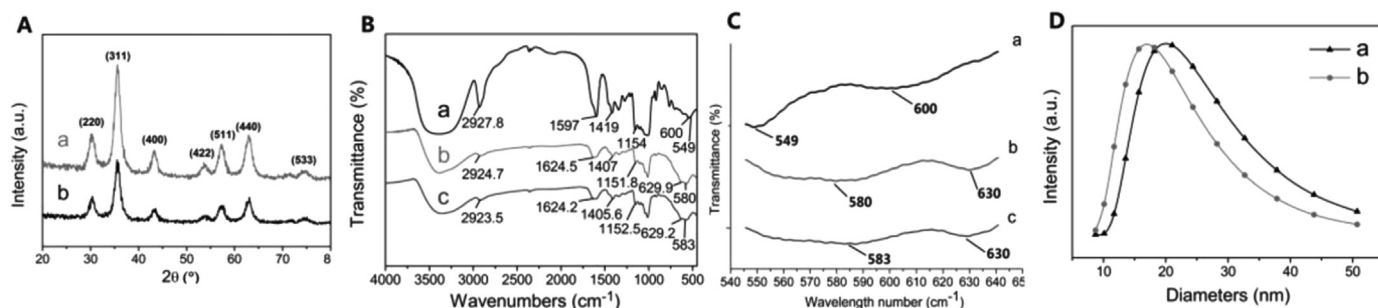 A
Intensity (a.u.)
(311)
(220)
(400)
(422)
(511)
(440)
(533)
a
b
20
30
40
50
60
70
80
2θ (°)
B
Transmittance (%)
a
2927.8
1597
1419
1154
600
549
b
2924.7
1624.5
1407
1151.8
629.9
580
c
2923.5
1624.2
1405.6
1152.5
629.2
583
4000
3500
3000
2500
2000
1500
1000
500
Wavenumbers (cm⁻¹)
C
Transmittance (%)
a
549
600
b
580
630
c
583
630
540
550
560
570
580
590
600
610
620
630
640
65
Wavelength number (cm⁻¹)
D
Intensity (a.u.)
a
b
10
20
30
40
50
Diameters (nm)